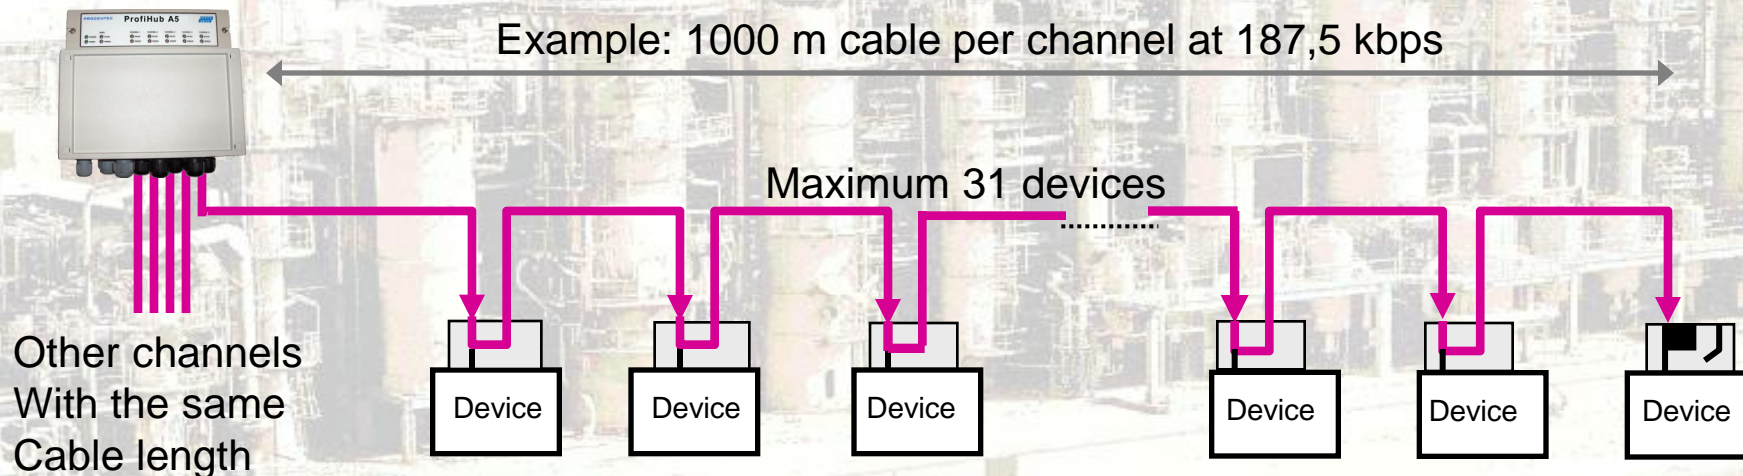 PROCENTEC ProfiHub A5
Example: 1000 m cable per channel at 187,5 kbps
Maximum 31 devices
Other channels
With the same
Cable length
Device Device Device Device Device Device